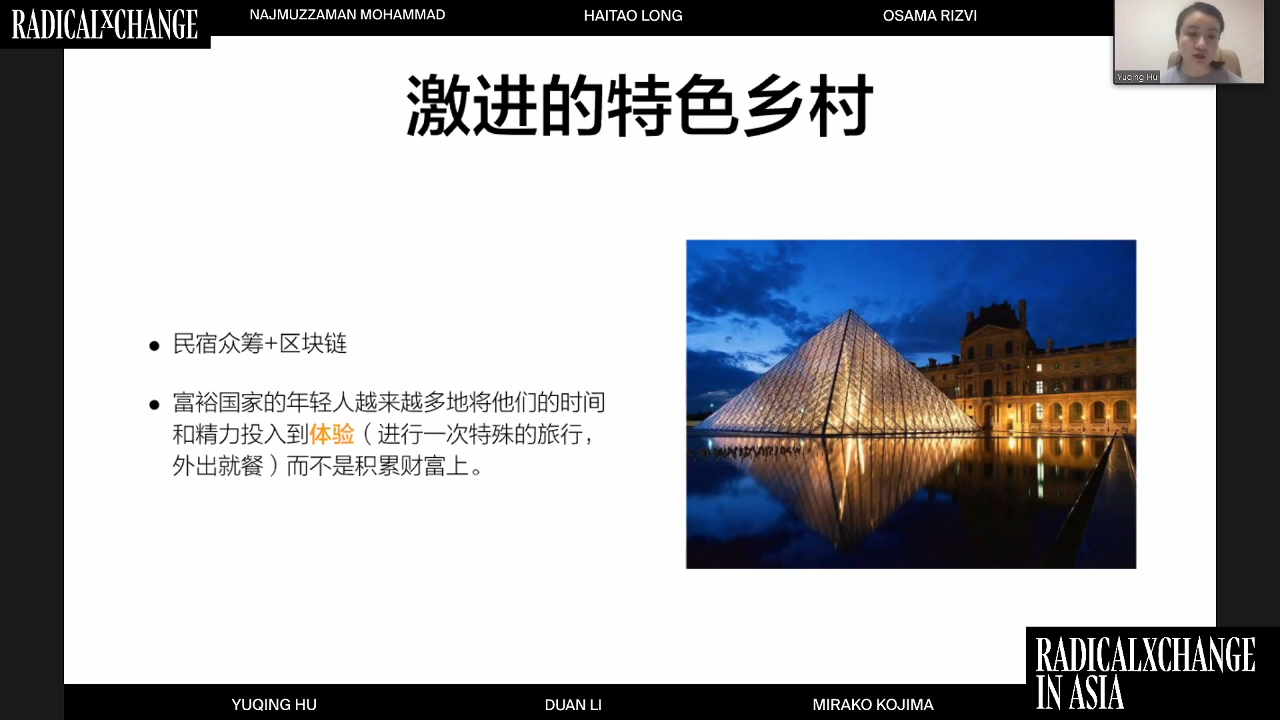 RADICALXCHANGE
NAJMUZZAMAN MOHAMMAD
HAITAO LONG
OSAMA RIZVI
Yuqing Hu
激进的特色乡村
● 民宿众筹+区块链
● 富裕国家的年轻人越来越多地将他们的时间
和精力投入到体验（进行一次特殊的旅行，
外出就餐）而不是积累财富上。
RADICALXCHANGE
IN ASIA
YUQING HU
DUAN LI
MIRAKO KOJIMA